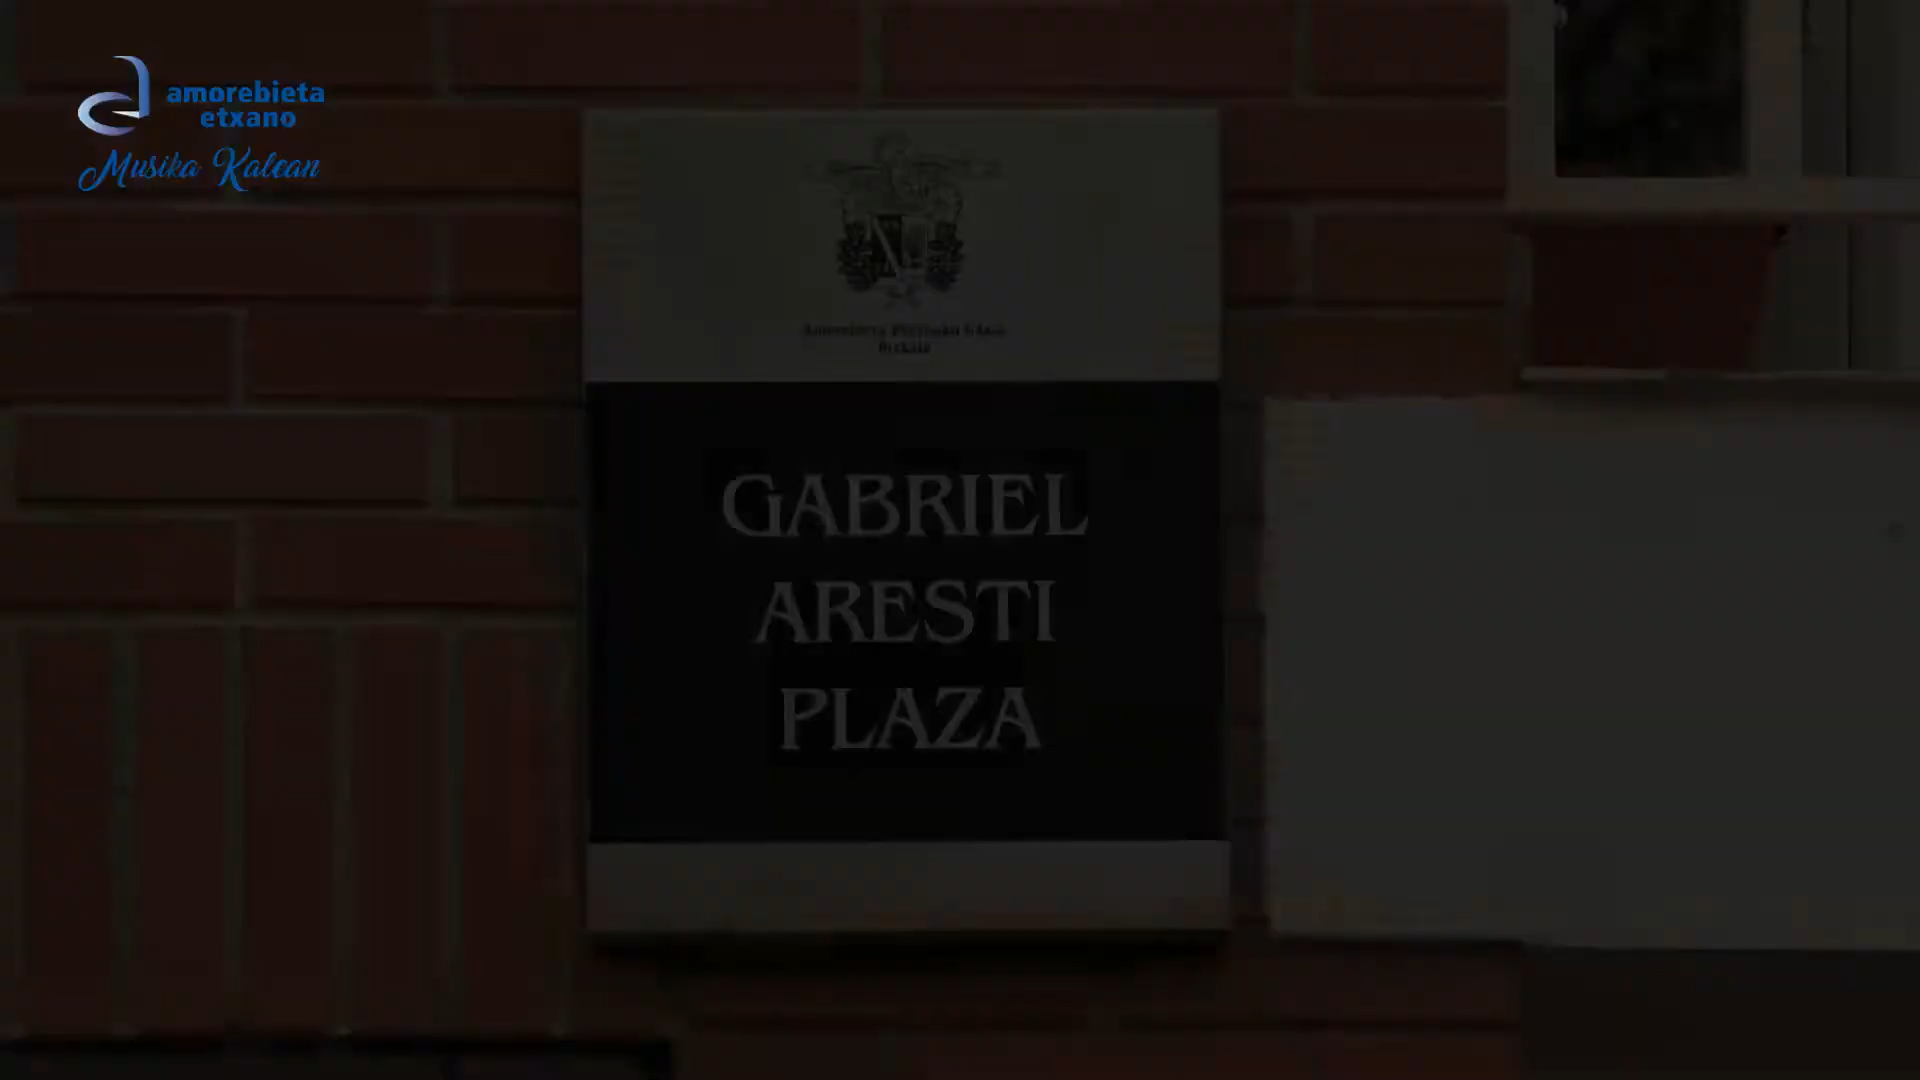 amorebieta
etxano
Musika Kalean
GABRIEL
ARESTI
PLAZA